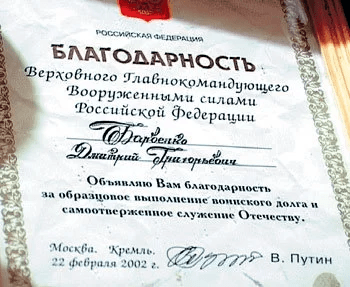 РОССИЙСКАЯ ФЕДЕРАЦИЯ
БЛАГОДАРНОСТЬ
Верховного Главнокомандующего
Вооруженными силами
Российской Федерации
Дмитрий Григорьевич
Объявляю Вам благодарность
за образцовое выполнение воинского долга и
самоотверженное служение Отечеству.
Москва. Кремль.
22 февраля 2002 г.
В. Путин